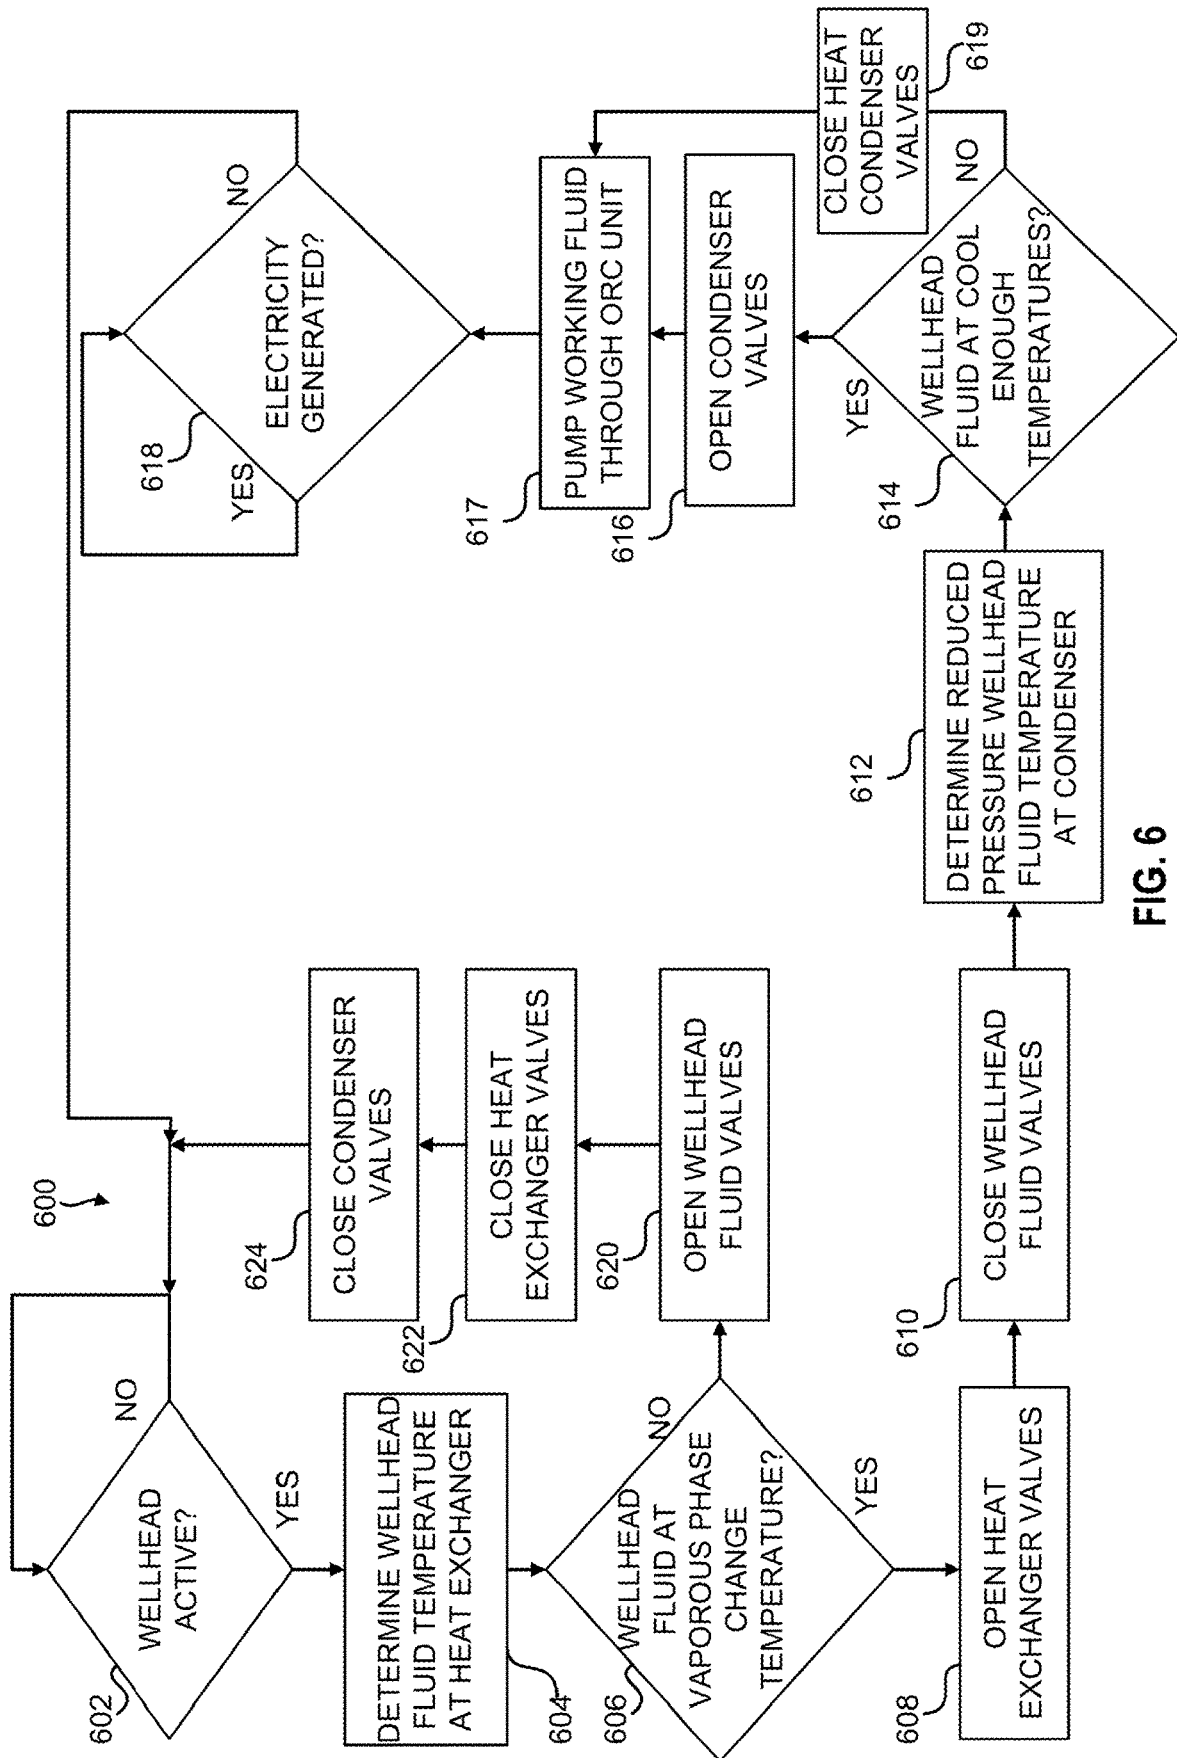 600
602
WELLHEAD
ACTIVE?
NO
YES
604
DETERMINE WELLHEAD
FLUID TEMPERATURE
AT HEAT EXCHANGER
606
WELLHEAD
FLUID AT
VAPOROUS PHASE
CHANGE
TEMPERATURE?
NO
YES
608
OPEN HEAT
EXCHANGER VALVES
610
CLOSE WELLHEAD
FLUID VALVES
620
OPEN WELLHEAD
FLUID VALVES
622
CLOSE HEAT
EXCHANGER VALVES
624
CLOSE CONDENSER
VALVES
612
DETERMINE REDUCED
PRESSURE WELLHEAD
FLUID TEMPERATURE
AT CONDENSER
614
WELLHEAD
FLUID AT COOL
ENOUGH
TEMPERATURES?
YES
NO
616
OPEN CONDENSER
VALVES
619
CLOSE HEAT
CONDENSER
VALVES
617
PUMP WORKING FLUID
THROUGH ORC UNIT
618
ELECTRICITY
GENERATED?
YES
NO
FIG. 6